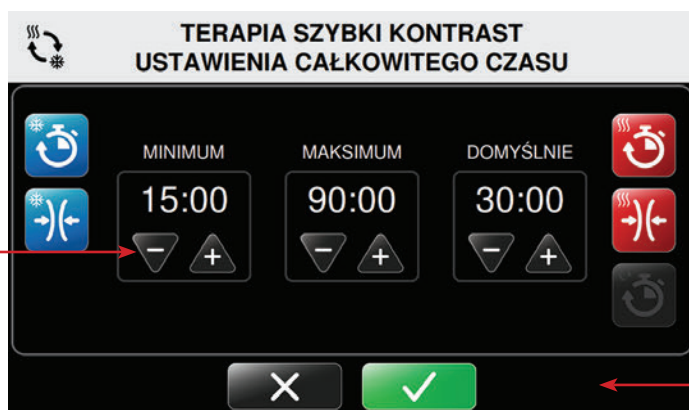 TERAPIA SZYBKI KONTRAST
USTAWIENIA CAŁKOWITEGO CZASU
MINIMUM MAKSIMUM DOMYŚLNIE
15:00 90:00 30:00